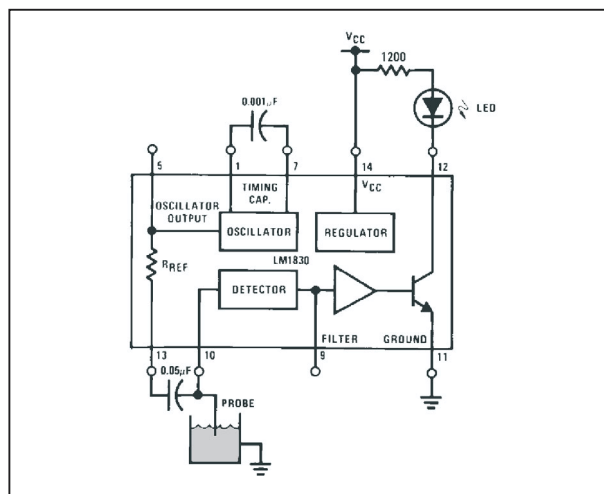 VCC
1200
LED
0.001μF
5
1
7
14
12
OSCILLATOR
OUTPUT
TIMING
CAP.
VCC
OSCILLATOR
REGULATOR
LM1830
RREF
DETECTOR
FILTER
GROUND
13
10
9
11
0.05μF
PROBE